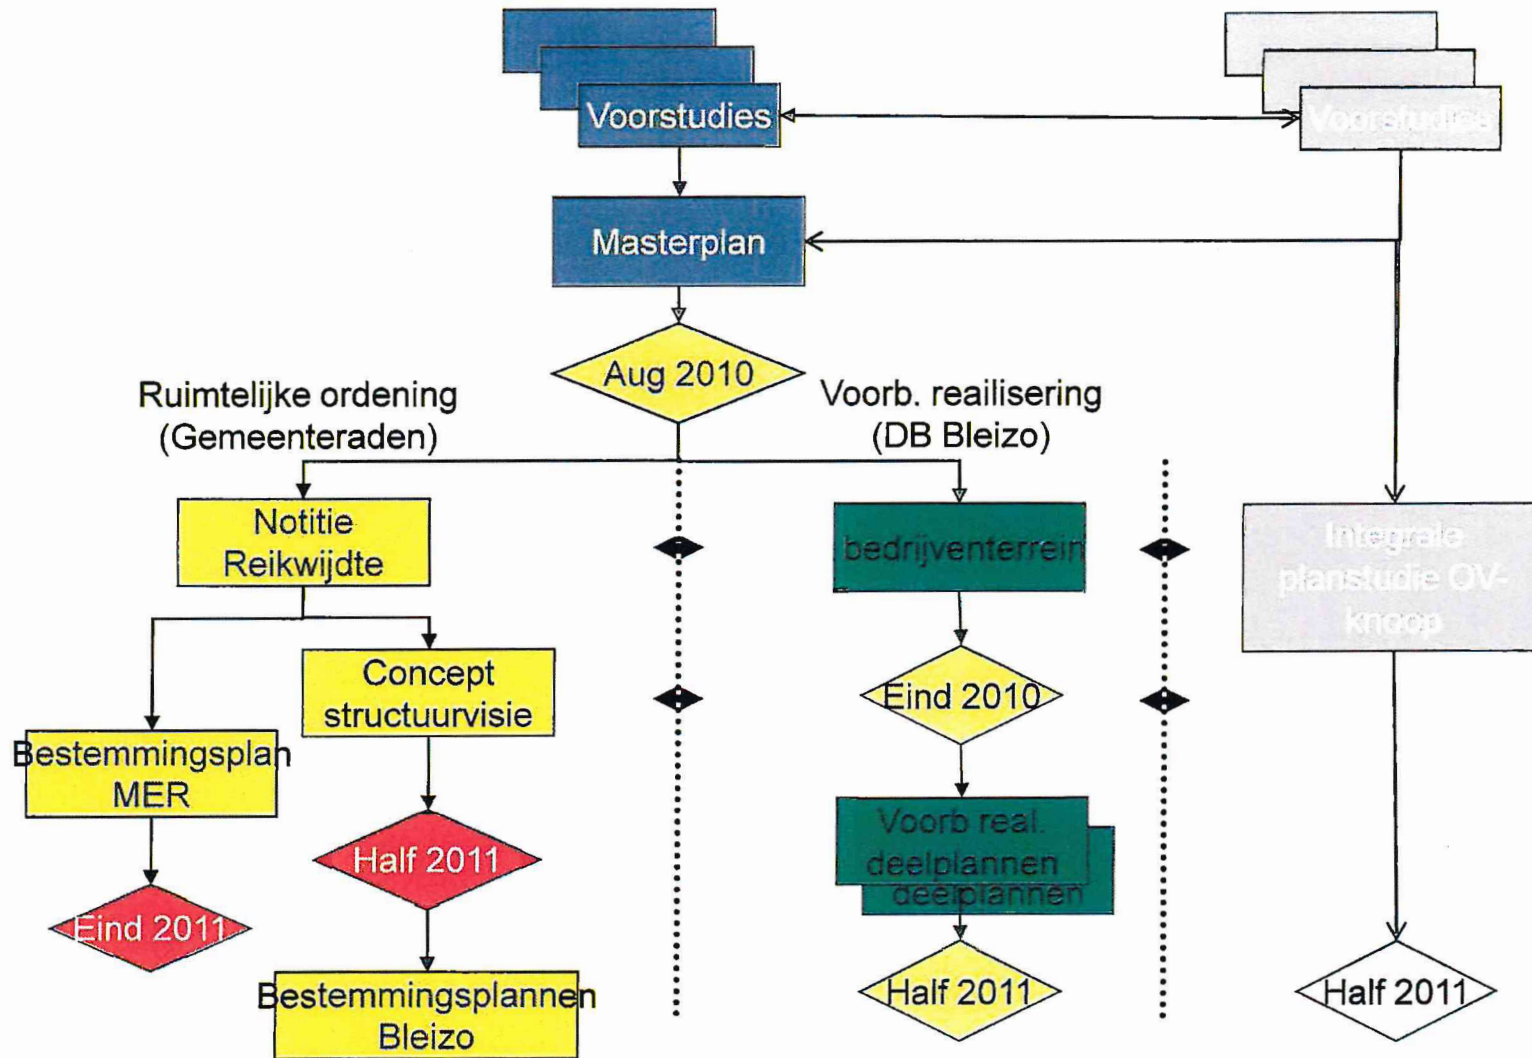 Voorstudies
Voorstudies
Masterplan
Aug 2010
Ruimtelijke ordening
(Gemeenteraden)
Voorb. reailisering
(DB Bleizo)
Notitie
Reikwijdte
bedrijventerrein
Integrale
planstudie OV-
knoop
Concept
structuurvisie
Eind 2010
Bestemmingsplan
MER
Voorb real.
deelplannen
deelplannen
Half 2011
Eind 2011
Half 2011
Half 2011
Bestemmingsplannen
Bleizo